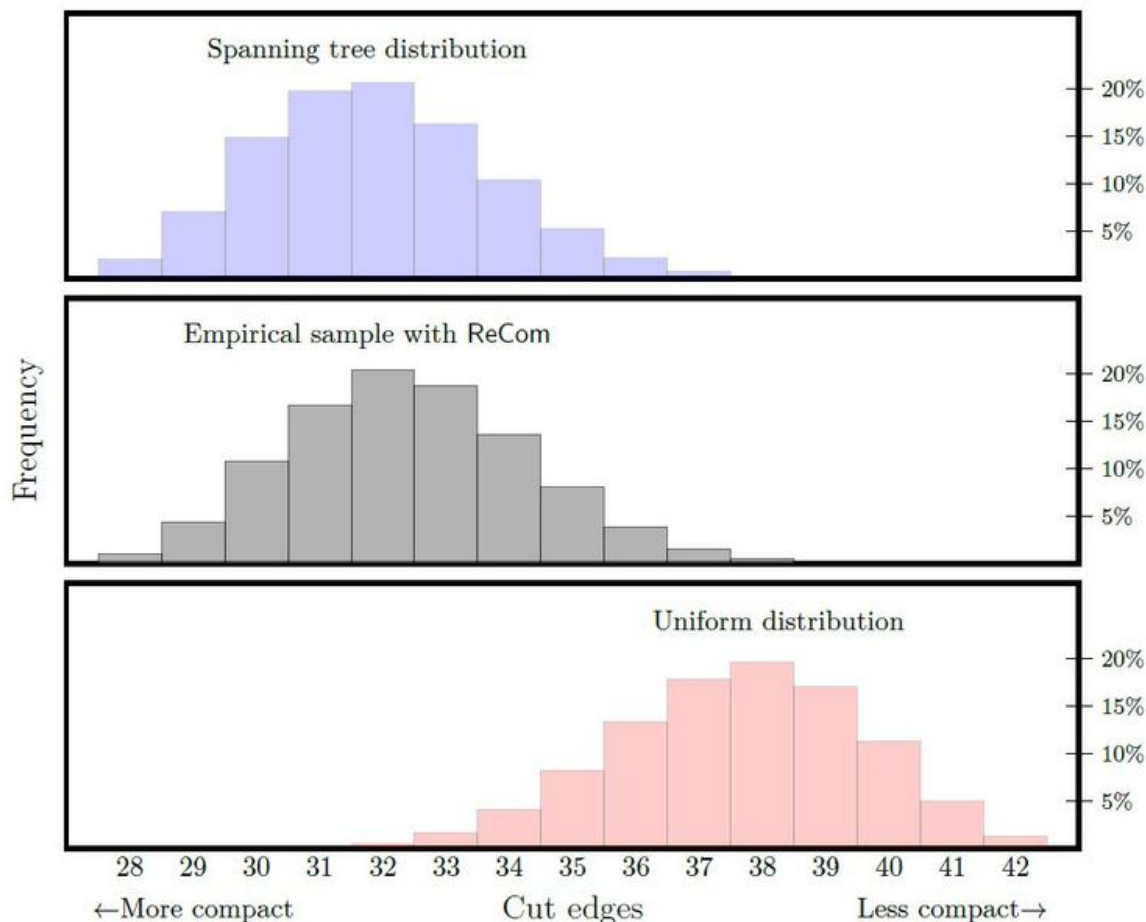 Spanning tree distribution
20%
15%
10%
5%
Empirical sample with ReCom
20%
15%
10%
5%
Frequency
Uniform distribution
20%
15%
10%
5%
28 29 30 31 32 33 34 35 36 37 38 39 40 41 42
←More compact Cut edges Less compact→